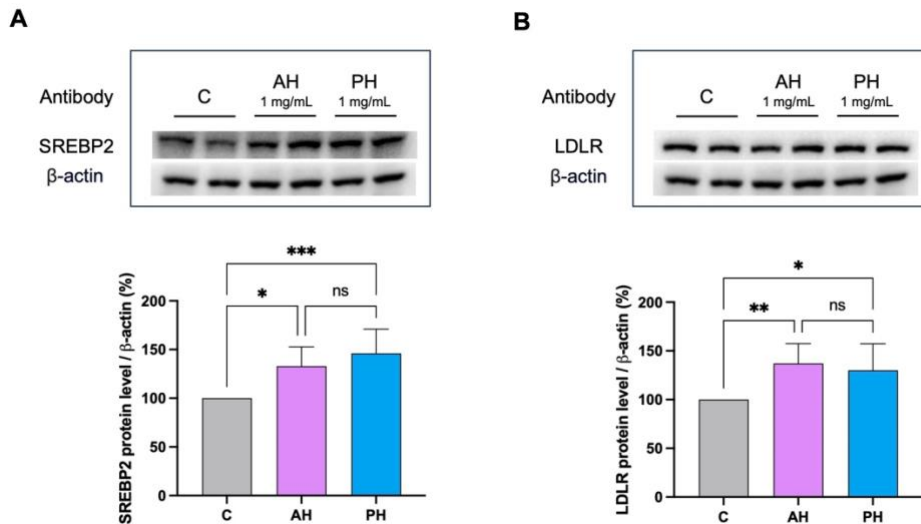 A
AH PH
Antibody C 1 mg/mL 1 mg/mL
SREBP2
β-actin
***
* ns
SREBP2 protein level / β-actin (%)
200
150
100
50
0
C AH PH
B
AH PH
Antibody C 1 mg/mL 1 mg/mL
LDLR
β-actin
*
** ns
LDLR protein level / β-actin (%)
200
150
100
50
0
C AH PH